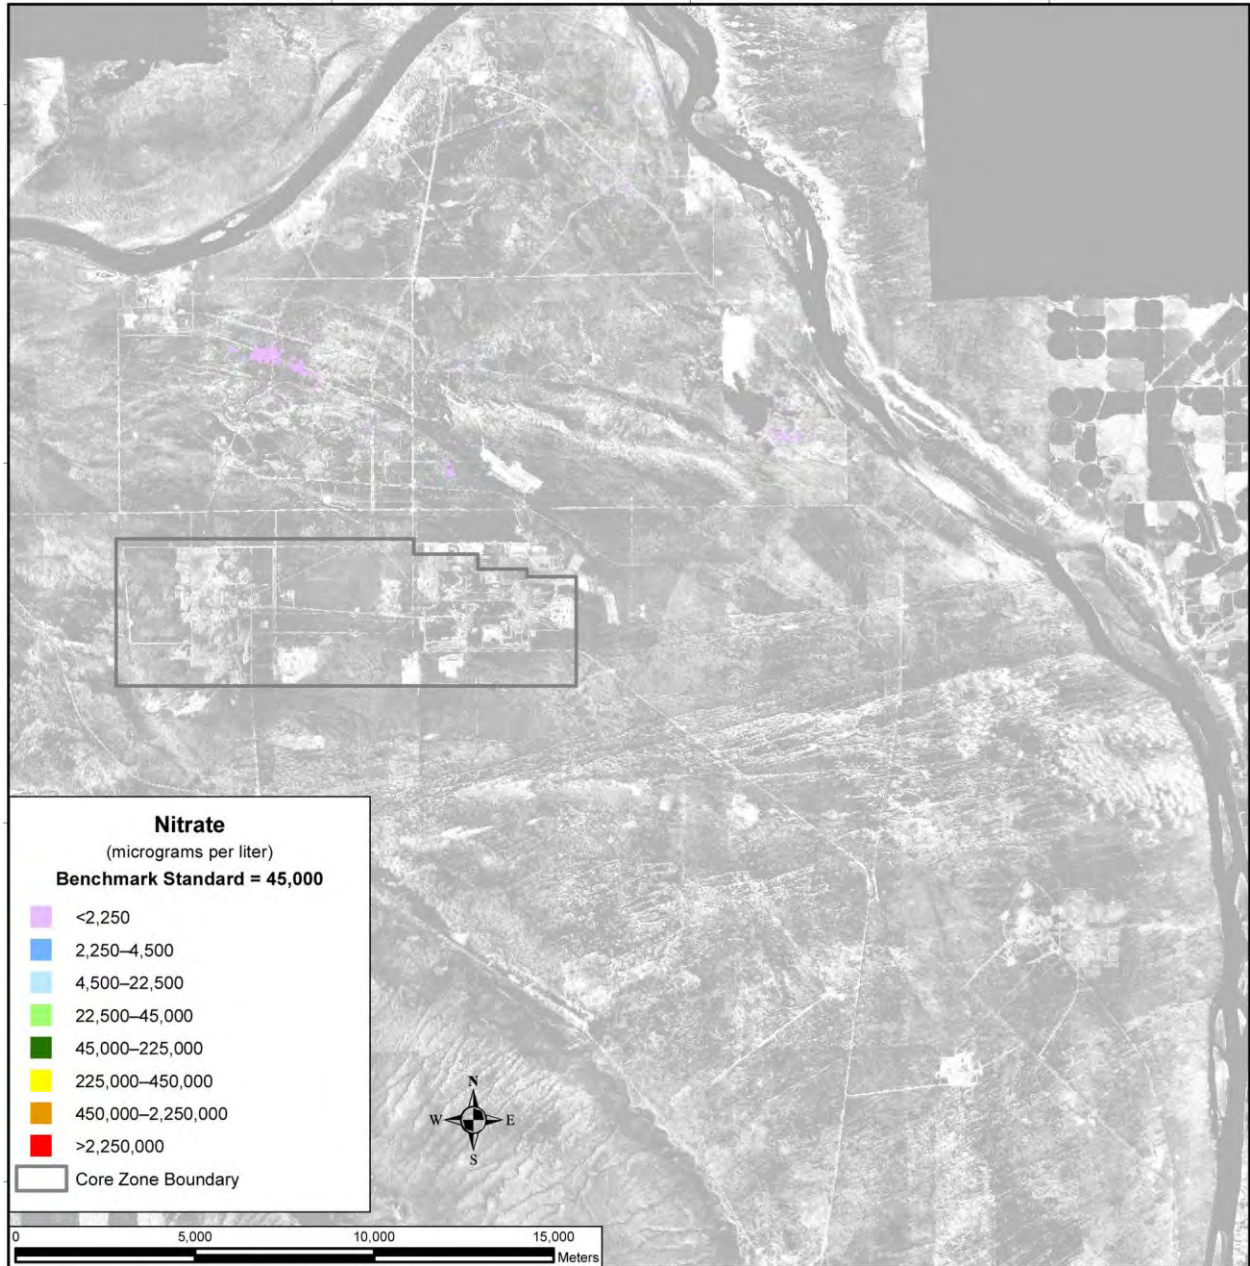 Nitrate
(micrograms per liter)
Benchmark Standard = 45,000
<2,250
2,250–4,500
4,500–22,500
22,500–45,000
45,000–225,000
225,000–450,000
450,000–2,250,000
>2,250,000
Core Zone Boundary
N
W E
S
0 5,000 10,000 15,000
Meters